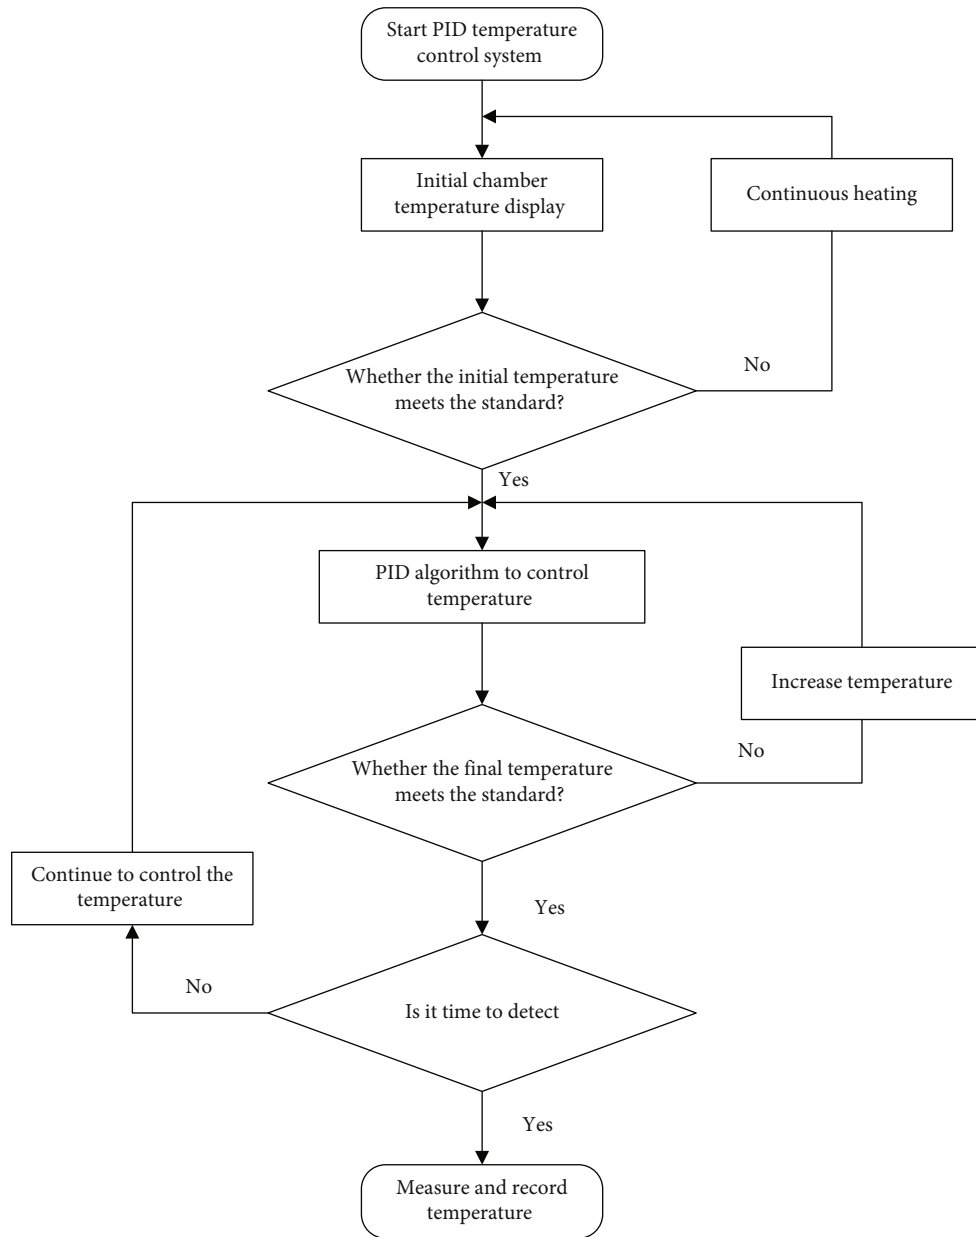 Start PID temperature
control system
Initial chamber
temperature display
Continuous heating
Whether the initial temperature
meets the standard?
No
Yes
PID algorithm to control
temperature
Increase temperature
Whether the final temperature
meets the standard?
No
Continue to control the
temperature
Yes
No
Is it time to detect
Yes
Measure and record
temperature